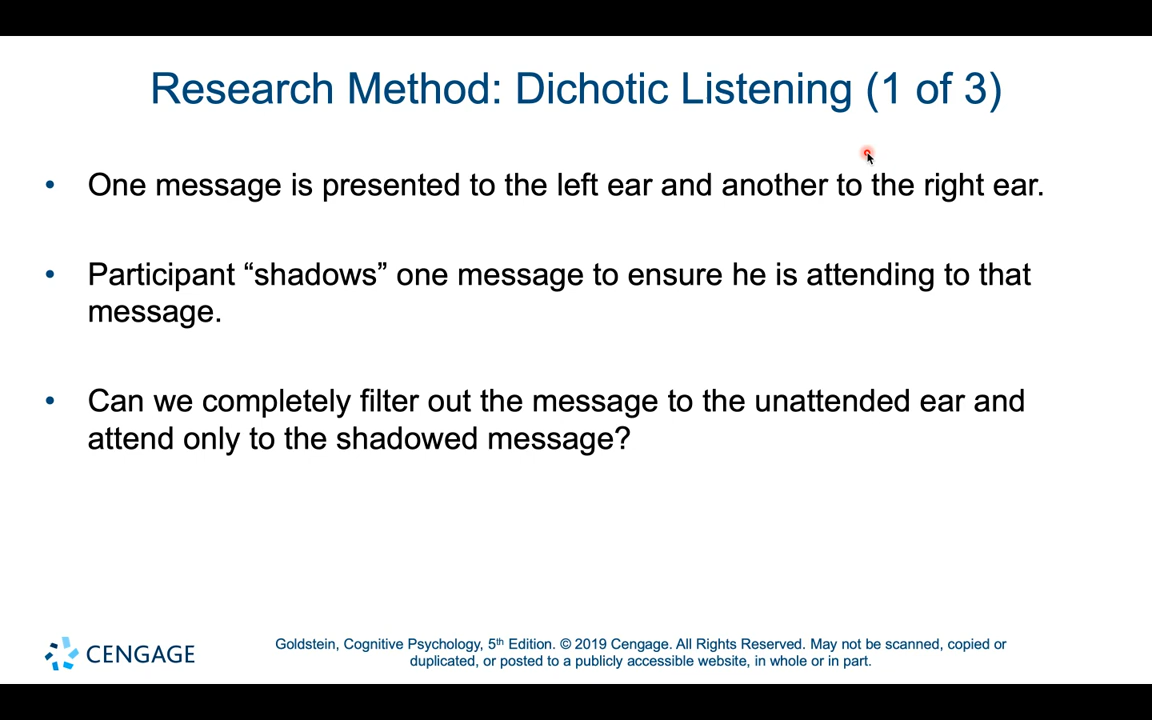 Research Method: Dichotic Listening (1 of 3)
• One message is presented to the left ear and another to the right ear.
• Participant “shadows” one message to ensure he is attending to that
message.
• Can we completely filter out the message to the unattended ear and
attend only to the shadowed message?
CENGAGE
Goldstein, Cognitive Psychology, 5th Edition. © 2019 Cengage. All Rights Reserved. May not be scanned, copied or
duplicated, or posted to a publicly accessible website, in whole or in part.